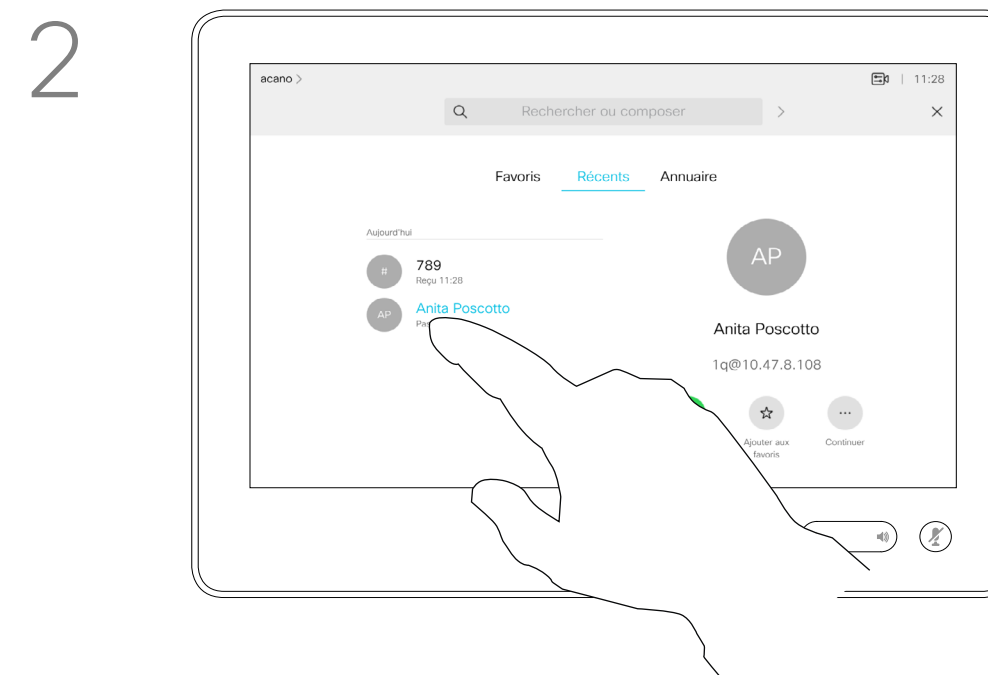 2
acano >
11:28
Rechercher ou composer
Favoris Récents Annuaire
Aujourd'hui
# 789
Reçu 11:28
AP Anita Poscotto
AP
Anita Poscotto
1q@10.47.8.108
Ajouter aux
favoris
Continuer